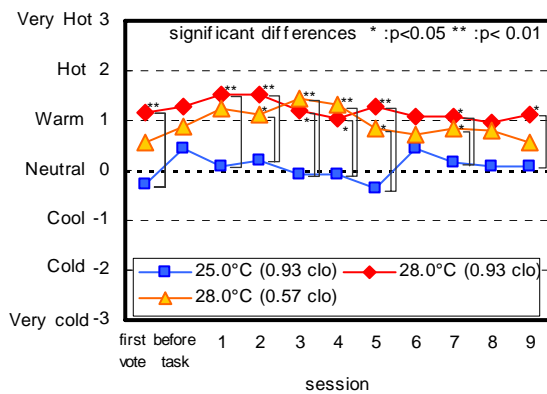 Very Hot 3
significant differences * :p<0.05 ** :p< 0.01
Hot 2
Warm 1
Neutral 0
Cool -1
Cold -2
Very cold -3
** ** ** ** * ** * ** * ** * * * *
25.0°C (0.93 clo) 28.0°C (0.93 clo)
28.0°C (0.57 clo)
first before 1 2 3 4 5 6 7 8 9
vote task
session